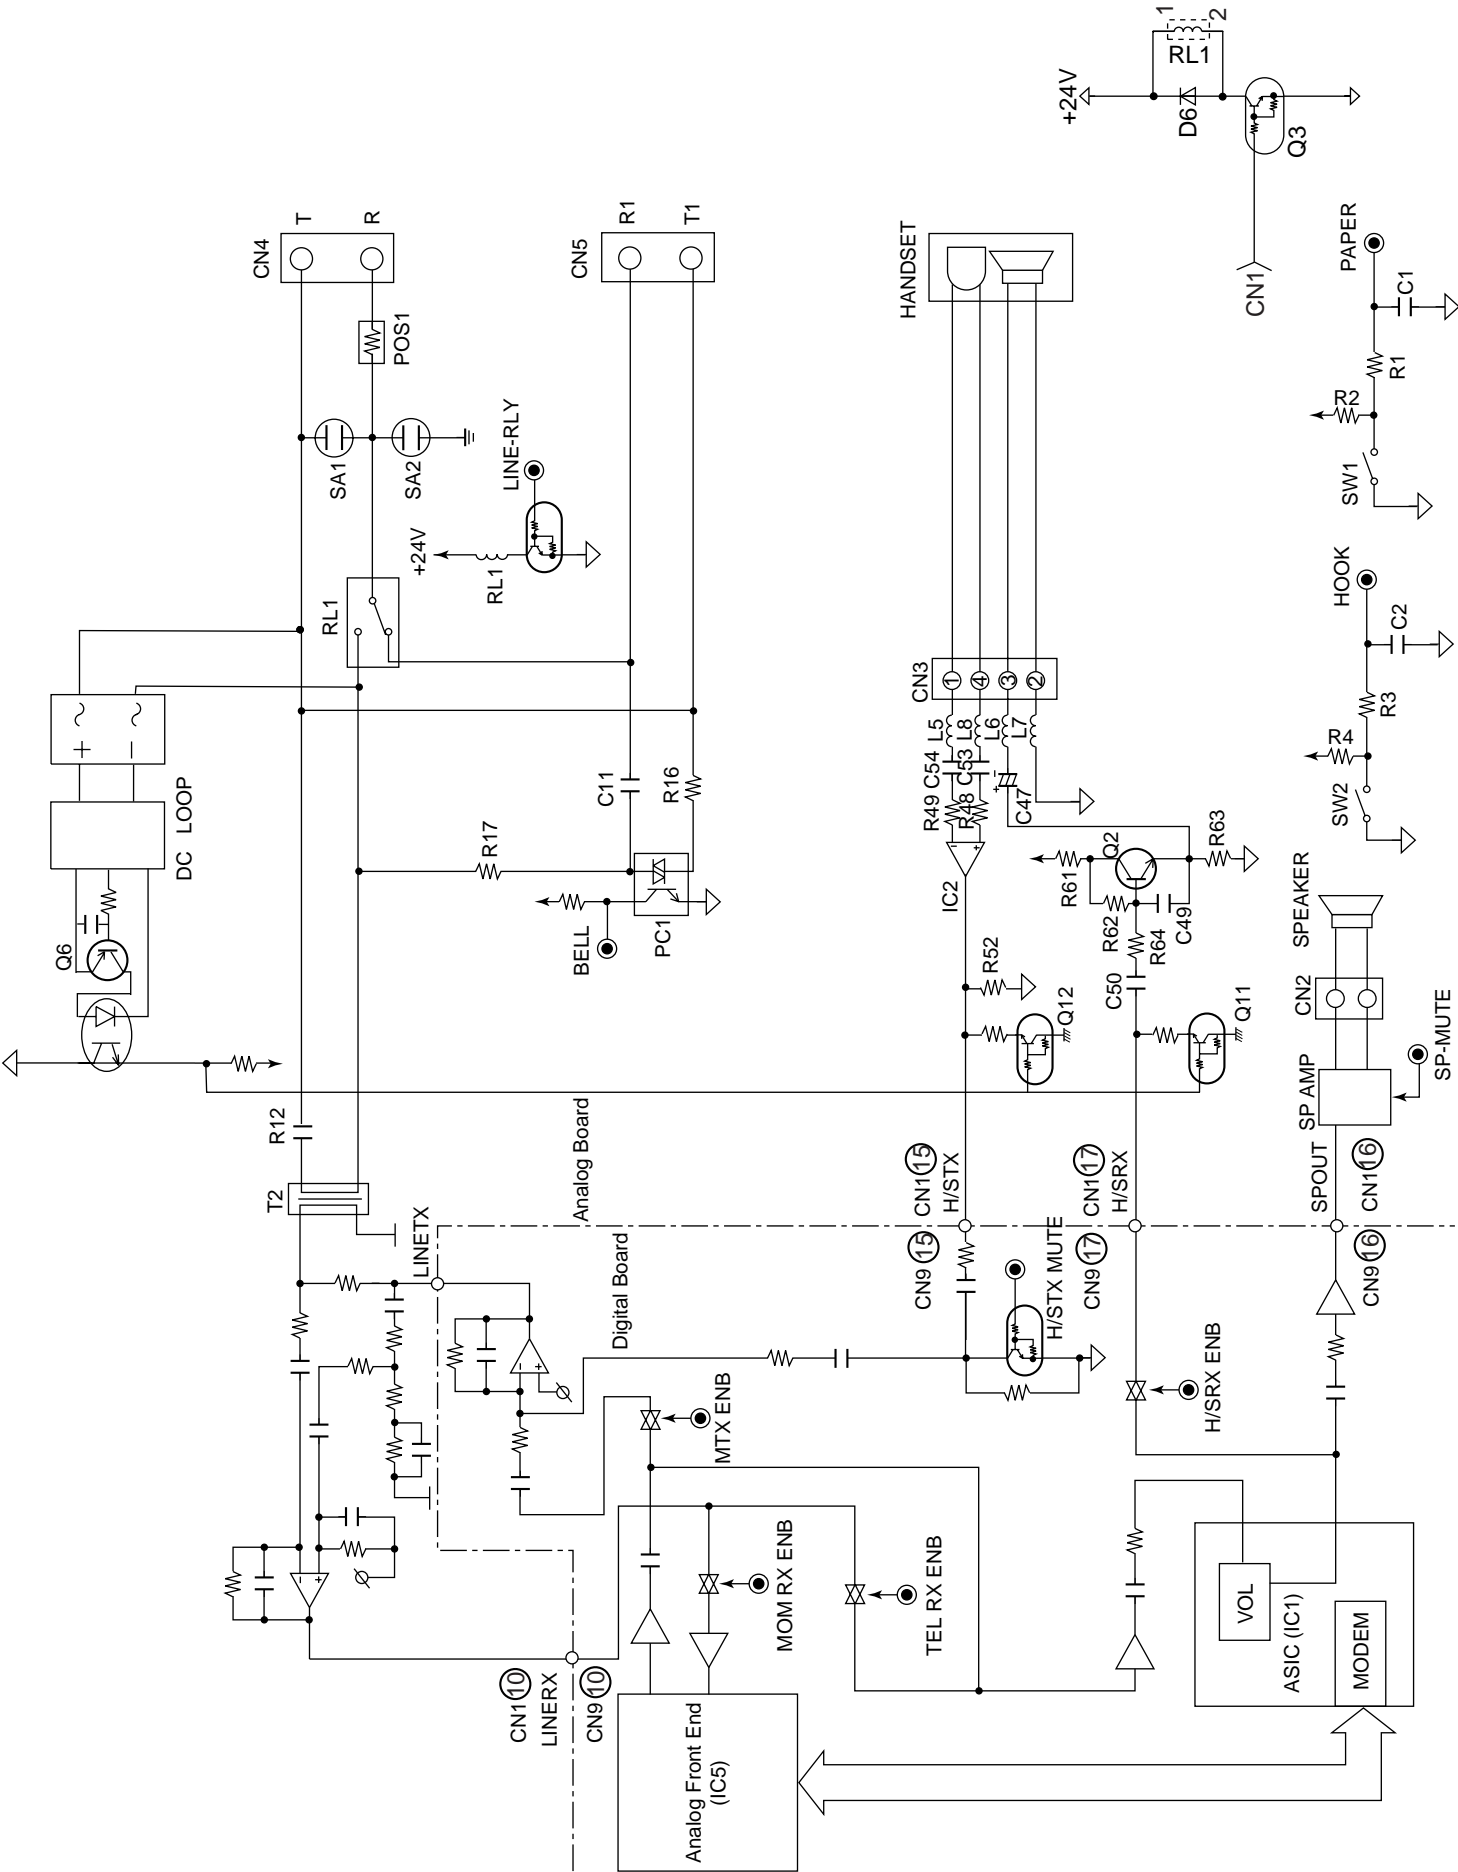 +24V
1
2
RL1
D6
Q3
CN1
CN4
T
R
POS1
SA1
SA2
CN5
R1
T1
LINE-RLY
+24V
RL1
RL1
+
−
DC LOOP
Q6
R17
C11
R16
BELL
PC1
R12
T2
HANDSET
CN3
1
4
3
2
L5
L8
L6
L7
C54
C53
R49
R48
-
+
C47
-
+
IC2
R61
Q2
R63
R62
R64
C49
C50
R52
Q12
Q11
PAPER
C1
R1
R2
SW1
HOOK
C2
R3
R4
SW2
SPEAKER
CN2
SP AMP
SP-MUTE
Analog Board
CN1 15
H/STX
CN1 17
H/SRX
SPOUT
CN1 16
LINETX
Digital Board
CN9 15
H/STX MUTE
CN9 17
CN9 16
-
+
-
+
MTX ENB
H/SRX ENB
MOM RX ENB
TEL RX ENB
CN1 10
LINERX
CN9 10
VOL
ASIC (IC1)
MODEM
Analog Front End
(IC5)